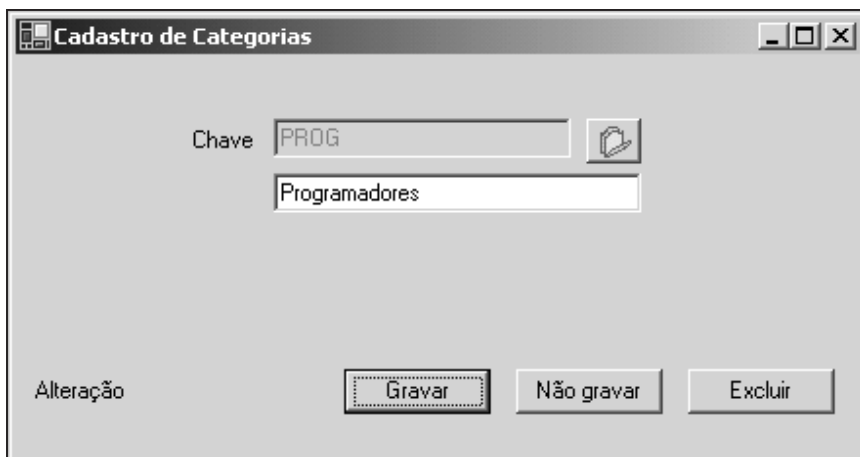 Cadastro de Categorias
Chave PROG
Programadores
Alteração Gravar Não gravar Excluir